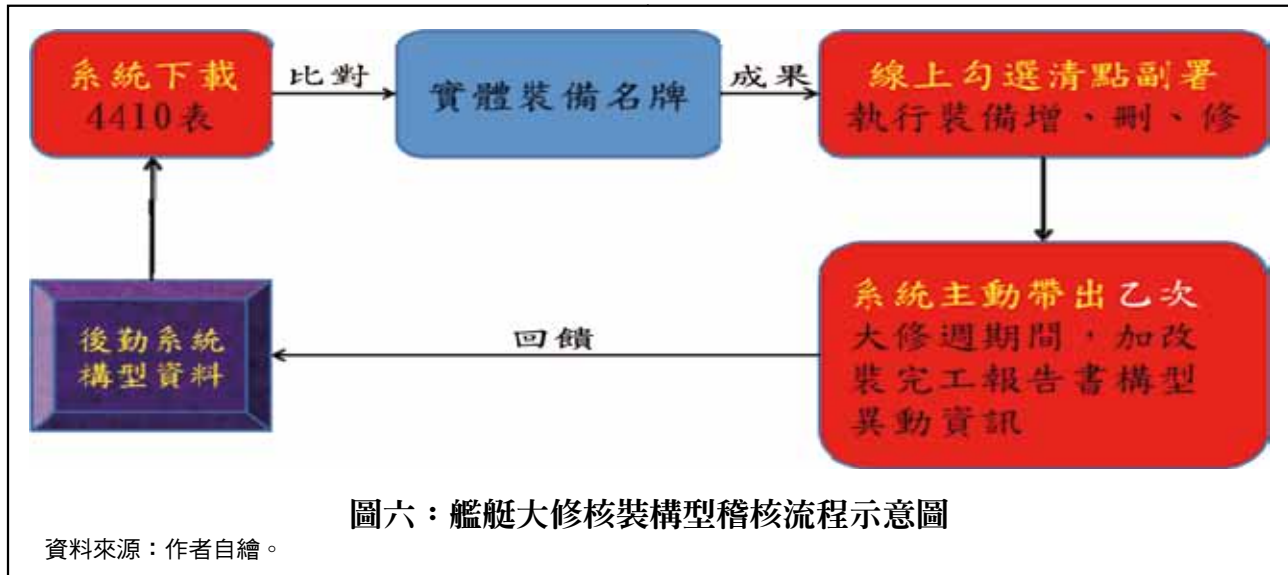 系統下載
4410表
比對
實體裝備名牌
成果
線上勾選清點副署
執行裝備增、刪、修
系統主動帶出乙次
大修週期間，加改
裝完工報告書構型
異動資訊
回饋
後勤系統
構型資料
圖六：艦艇大修核裝構型稽核流程示意圖
資料來源：作者自繪。